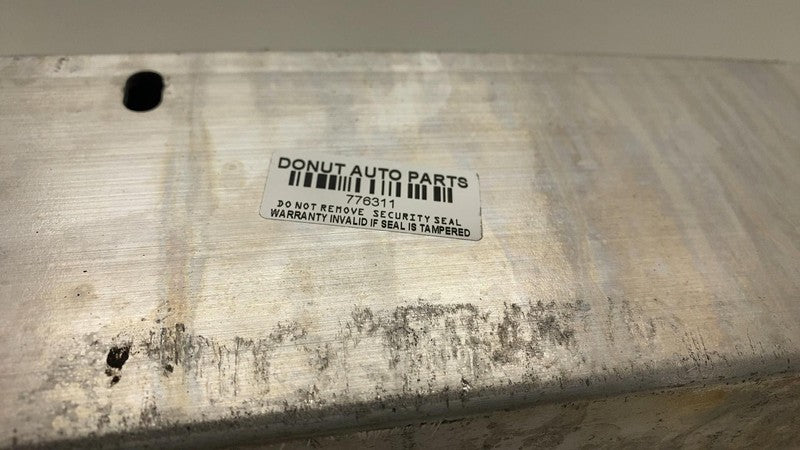 DONUT AUTO PARTS
776311
DO NOT REMOVE SECURITY SEAL
WARRANTY INVALID IF SEAL IS TAMPERED